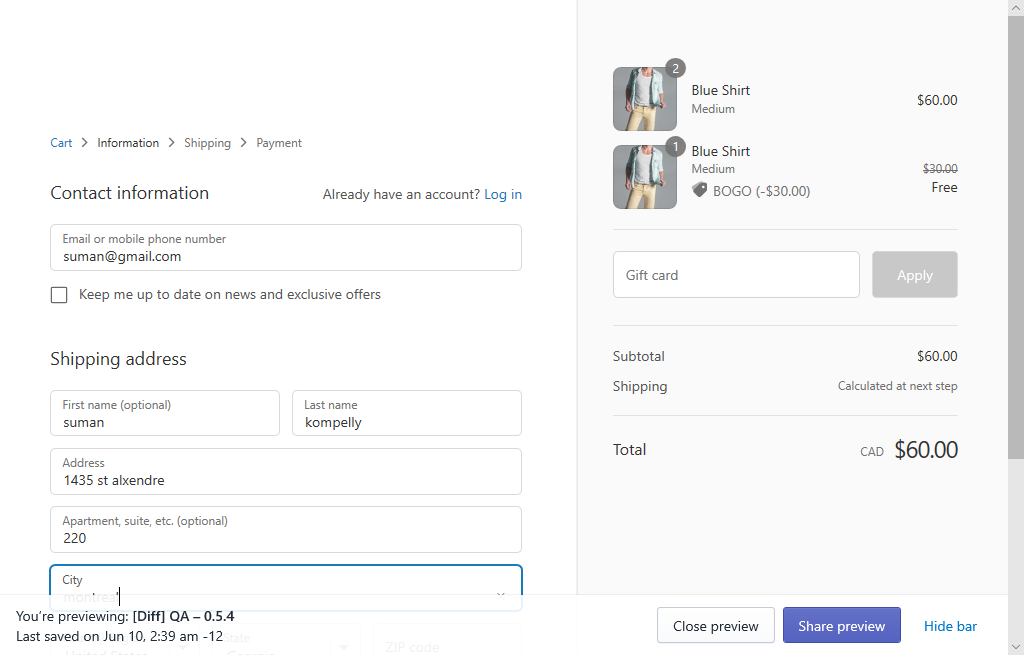 Cart > Information > Shipping > Payment
Contact information
Already have an account? Log in
Email or mobile phone number
suman@gmail.com
Keep me up to date on news and exclusive offers
Shipping address
First name (optional)
suman
Last name
kompelly
Address
1435 st alxendre
Apartment, suite, etc. (optional)
220
City
montreal
State
ZIP code
United States
Georgia
2
Blue Shirt
Medium
$60.00
1
Blue Shirt
Medium
BOGO (-$30.00)
$30.00
Free
Gift card
Apply
Subtotal
$60.00
Shipping
Calculated at next step
Total
CAD $60.00
You're previewing: [Diff] QA – 0.5.4
Last saved on Jun 10, 2:39 am -12
Close preview
Share preview
Hide bar